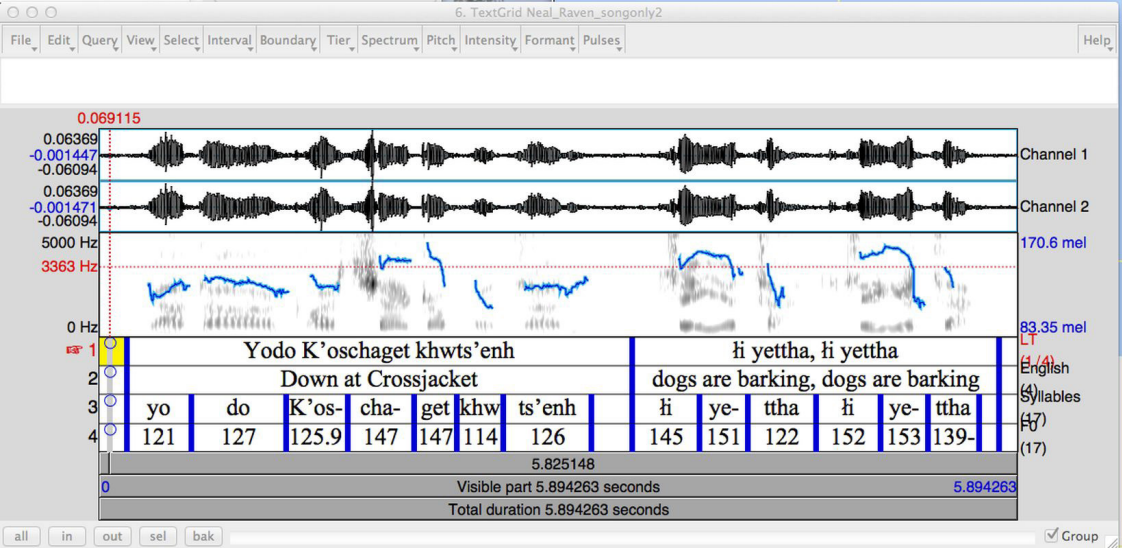 6. TextGrid Neal_Raven_songonly2
File Edit Query View Select Interval Boundary Tier Spectrum Pitch Intensity Formant Pulses Help
0.069115
0.06369
-0.001447 Channel 1
-0.06094
0.06369
-0.001471 Channel 2
-0.06094
5000 Hz 170.6 mel
3363 Hz
0 Hz 83.35 mel
1 Yodo K'oschaget khwts'enh łi yettha, łi yettha LT (1/4)
2 Down at Crossjacket dogs are barking, dogs are barking English (4)
3 yo do K'os- cha- get khw ts'enh łi ye- ttha łi ye- ttha Syllables (17)
4 121 127 125.9 147 147 114 126 145 151 122 152 153 139- F0 (17)
5.825148
0 Visible part 5.894263 seconds 5.894263
Total duration 5.894263 seconds
all in out sel bak Group